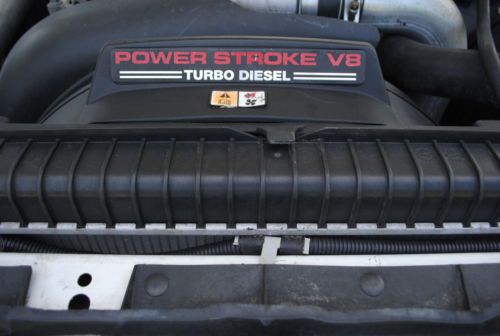 POWER STROKE V8
TURBO DIESEL